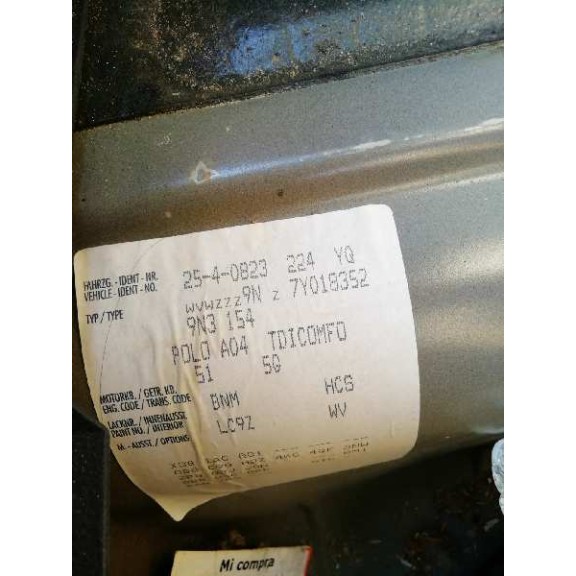 25-4-0823 224 YQ
FAHRZG.-IDENT-NR.
VEHICLE-IDENT-NO. WVWZZZ9N Z 7Y018352
TYP/TYPE 9N3 154
POLO A04 TDICOMFO
51 5G
MOTORKB./GETR.KB.
ENG. CODE/TRANS. CODE BNM HCS
LACKNR./INNENAUSST.
PAINT NO./INTERIOR LC9Z WV
M.-AUSST./OPTIONS
Mi compra